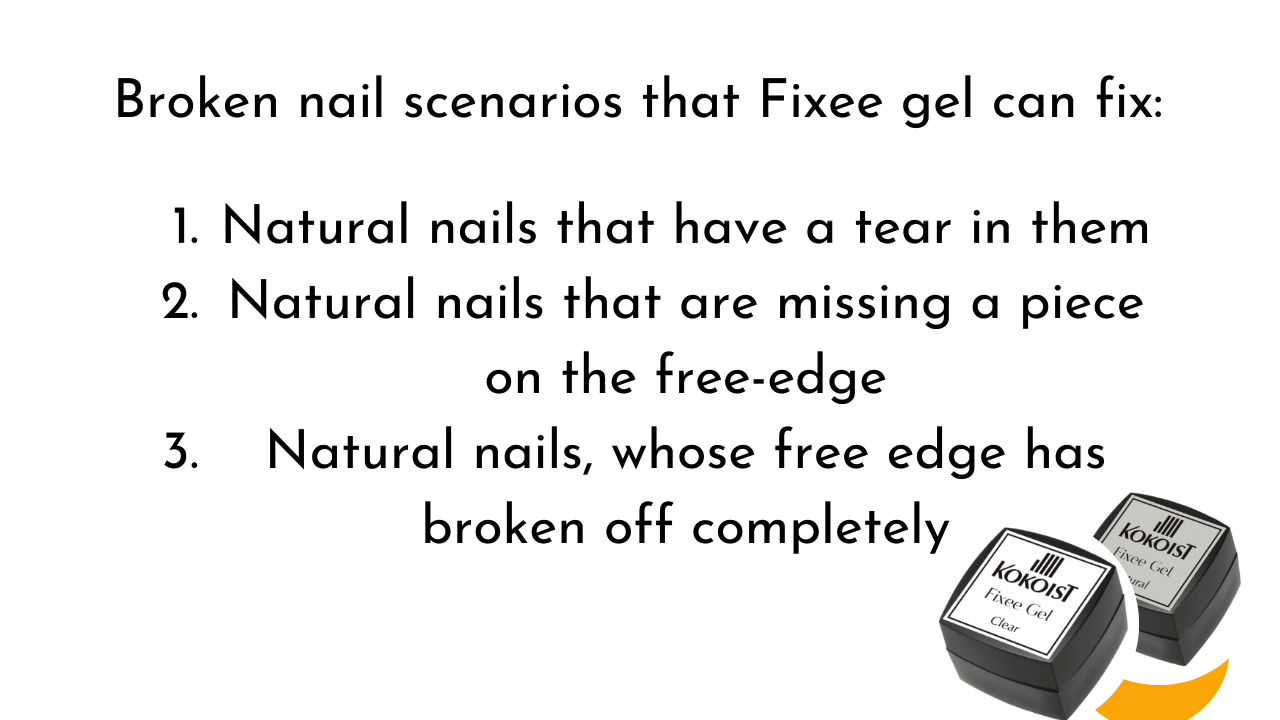 Broken nail scenarios that Fixee gel can fix:
1. Natural nails that have a tear in them
2. Natural nails that are missing a piece
on the free-edge
3. Natural nails, whose free edge has
broken off completely
KOKOIST
Fixee Gel
Clear
KOKOIST
Fixee Gel